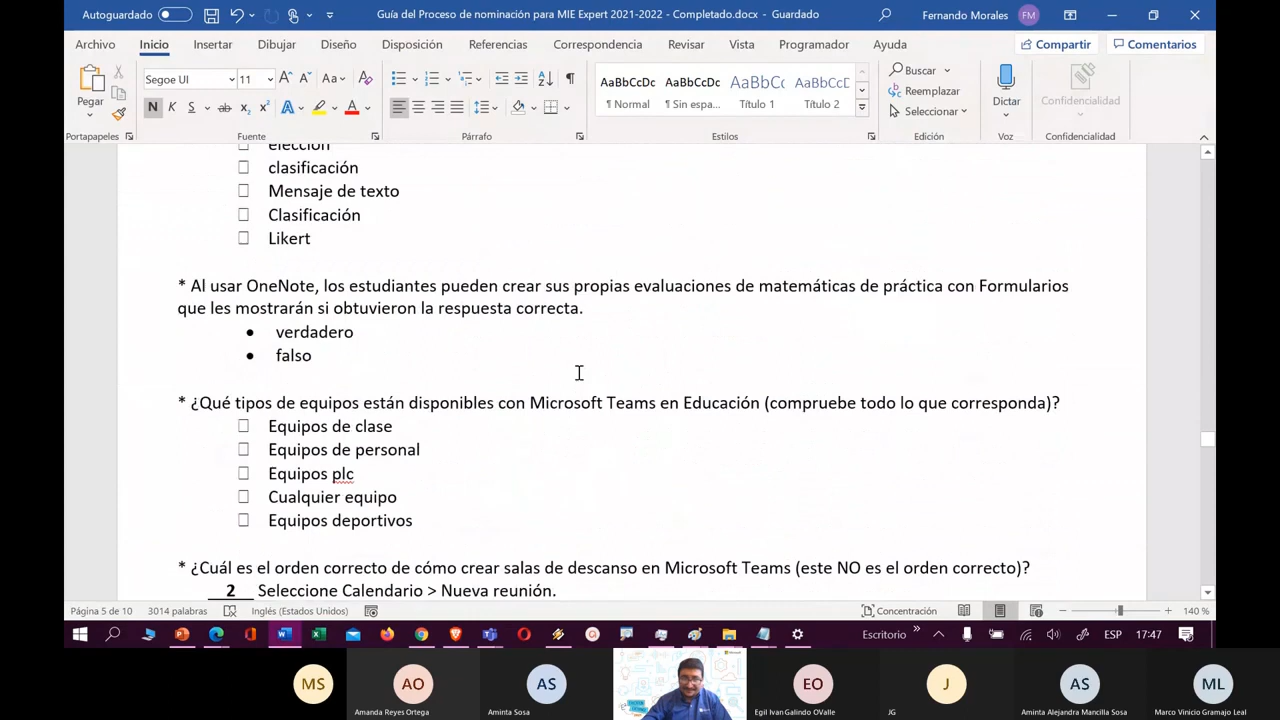 Autoguardado
Guía del Proceso de nominación para MIE Expert 2021-2022 - Completado.docx - Guardado
Fernando Morales FM
Archivo Inicio Insertar Dibujar Diseño Disposición Referencias Correspondencia Revisar Vista Programador Ayuda Compartir Comentarios
Pegar
Segoe UI 11
N K S ab x₂ x² A A
AaBbCcDc AaBbCcDc AaBbCc AaBbCcC
¶ Normal ¶ Sin espa... Título 1 Título 2
Buscar
Reemplazar
Seleccionar
Dictar
Confidencialidad
Portapapeles Fuente Párrafo Estilos Edición Voz Confidencialidad
elección
clasificación
Mensaje de texto
Clasificación
Likert
* Al usar OneNote, los estudiantes pueden crear sus propias evaluaciones de matemáticas de práctica con Formularios
que les mostrarán si obtuvieron la respuesta correcta.
• verdadero
• falso
* ¿Qué tipos de equipos están disponibles con Microsoft Teams en Educación (compruebe todo lo que corresponda)?
Equipos de clase
Equipos de personal
Equipos plc
Cualquier equipo
Equipos deportivos
* ¿Cuál es el orden correcto de cómo crear salas de descanso en Microsoft Teams (este NO es el orden correcto)?
2 Seleccione Calendario > Nueva reunión.
Página 5 de 10 3014 palabras Inglés (Estados Unidos) Concentración 140 %
Escritorio ESP 17:47
MS AO AS EO J AS ML
Amanda Reyes Ortega Aminta Sosa Egil Ivan Galindo OValle JG Aminta Alejandra Mancilla Sosa Marco Vinicio Gramajo Leal